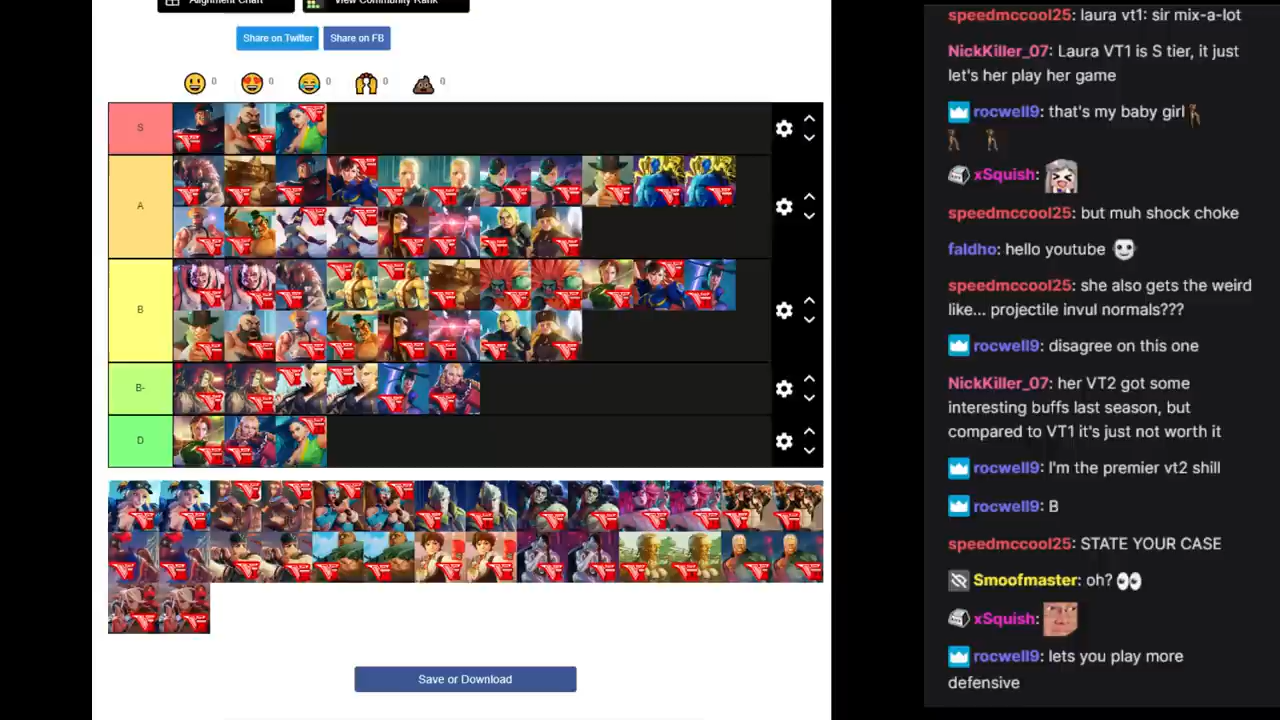 Alignment Chart
View Community Rank
Share on Twitter
Share on FB
0
0
0
0
0
S
A
B
B-
D
Save or Download
speedmccool25: laura vt1: sir mix-a-lot
NickKiller_07: Laura VT1 is S tier, it just
let's her play her game
rocwell9: that's my baby girl
xSquish:
speedmccool25: but muh shock choke
faldho: hello youtube
speedmccool25: she also gets the weird
like... projectile invul normals???
rocwell9: disagree on this one
NickKiller_07: her VT2 got some
interesting buffs last season, but
compared to VT1 it's just not worth it
rocwell9: I'm the premier vt2 shill
rocwell9: B
speedmccool25: STATE YOUR CASE
Smoofmaster: oh?
xSquish:
rocwell9: lets you play more
defensive